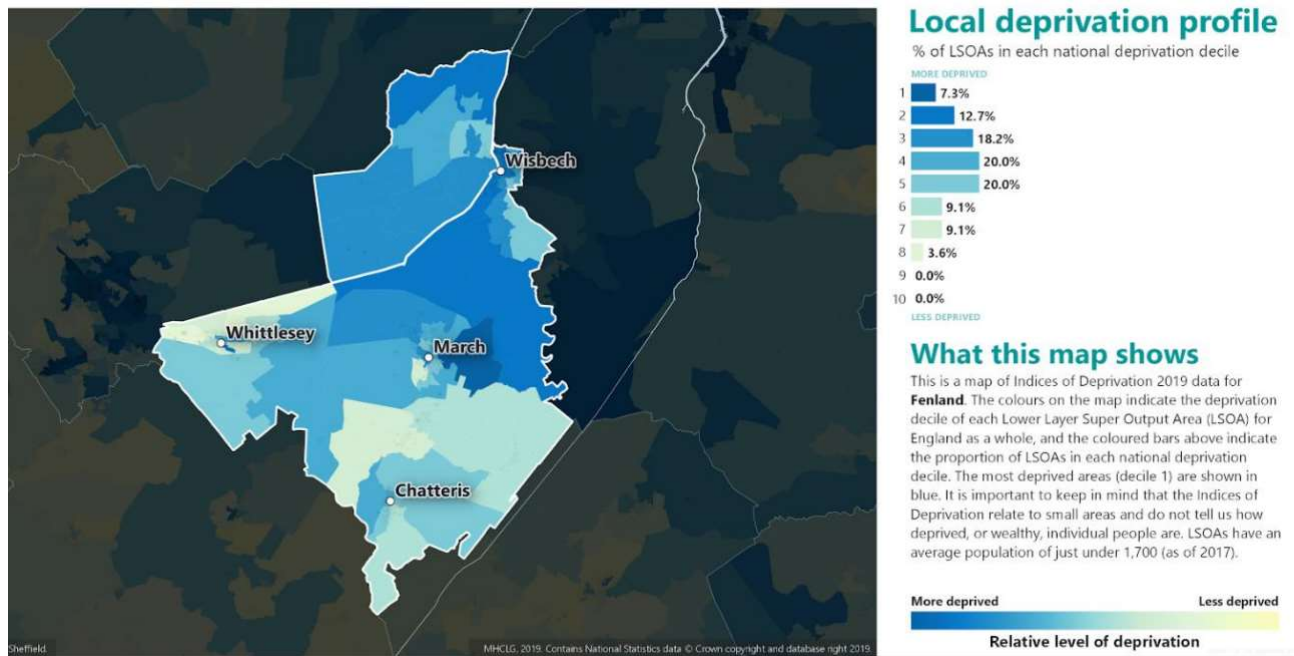 Wisbech
Whittlesey
March
Chatteris
Sheffield
MHCLG, 2019. Contains National Statistics data © Crown copyright and database right 2019.
Local deprivation profile
% of LSOAs in each national deprivation decile
MORE DEPRIVED
1 7.3%
2 12.7%
3 18.2%
4 20.0%
5 20.0%
6 9.1%
7 9.1%
8 3.6%
9 0.0%
10 0.0%
LESS DEPRIVED
What this map shows
This is a map of Indices of Deprivation 2019 data for
Fenland. The colours on the map indicate the deprivation
decile of each Lower Layer Super Output Area (LSOA) for
England as a whole, and the coloured bars above indicate
the proportion of LSOAs in each national deprivation
decile. The most deprived areas (decile 1) are shown in
blue. It is important to keep in mind that the Indices of
Deprivation relate to small areas and do not tell us how
deprived, or wealthy, individual people are. LSOAs have an
average population of just under 1,700 (as of 2017).
More deprived Less deprived
Relative level of deprivation